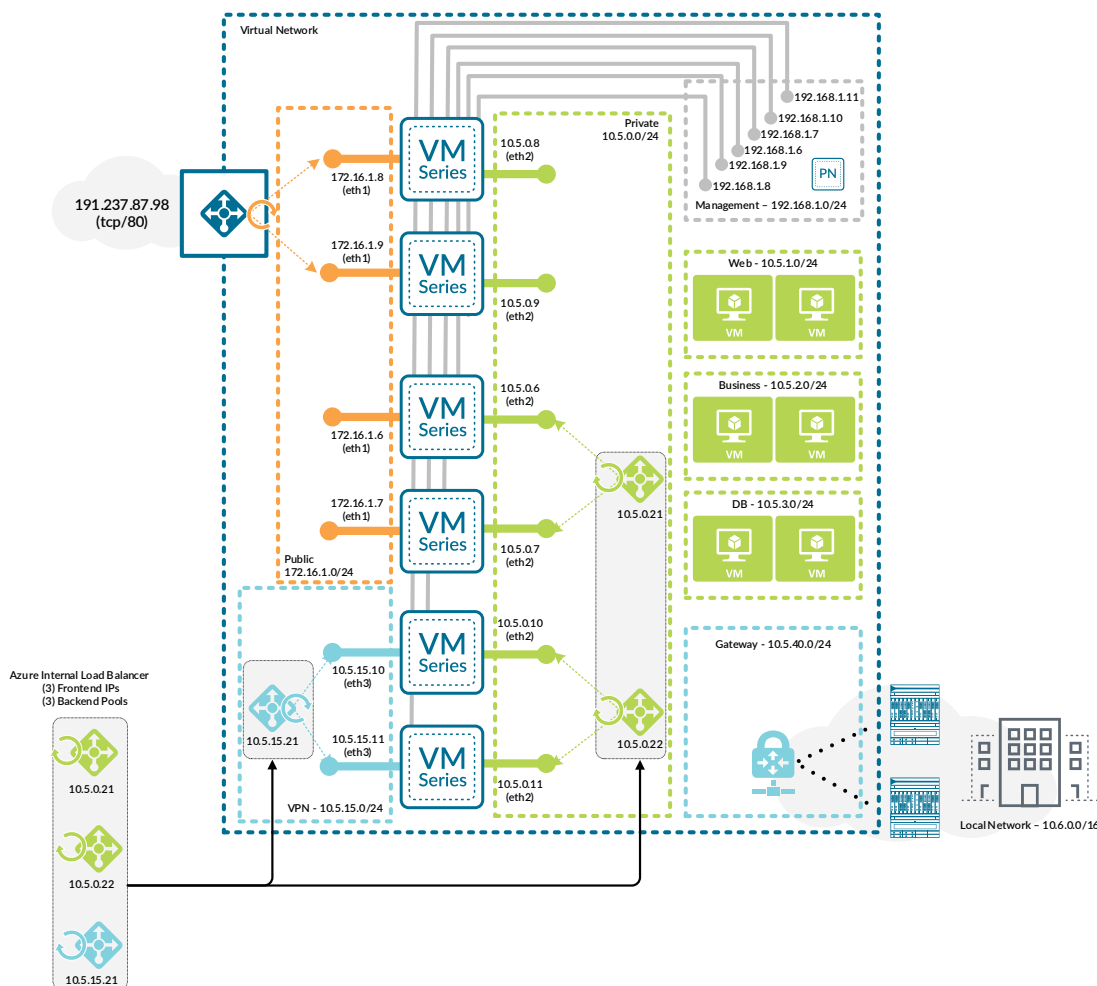 Virtual Network
191.237.87.98
(tcp/80)
VM
Series
172.16.1.8
(eth1)
10.5.0.8
(eth2)
VM
Series
172.16.1.9
(eth1)
10.5.0.9
(eth2)
VM
Series
172.16.1.6
(eth1)
10.5.0.6
(eth2)
VM
Series
172.16.1.7
(eth1)
10.5.0.7
(eth2)
Public
172.16.1.0/24
VM
Series
10.5.15.10
(eth3)
10.5.0.10
(eth2)
VM
Series
10.5.15.11
(eth3)
10.5.0.11
(eth2)
10.5.15.21
VPN – 10.5.15.0/24
Private
10.5.0.0/24
10.5.0.21
10.5.0.22
192.168.1.11
192.168.1.10
192.168.1.7
192.168.1.6
192.168.1.9
192.168.1.8
PN
Management – 192.168.1.0/24
Web - 10.5.1.0/24
VM
VM
Business - 10.5.2.0/24
VM
VM
DB - 10.5.3.0/24
VM
VM
Gateway - 10.5.40.0/24
Local Network – 10.6.0.0/16
Azure Internal Load Balancer
(3) Frontend IPs
(3) Backend Pools
10.5.0.21
10.5.0.22
10.5.15.21